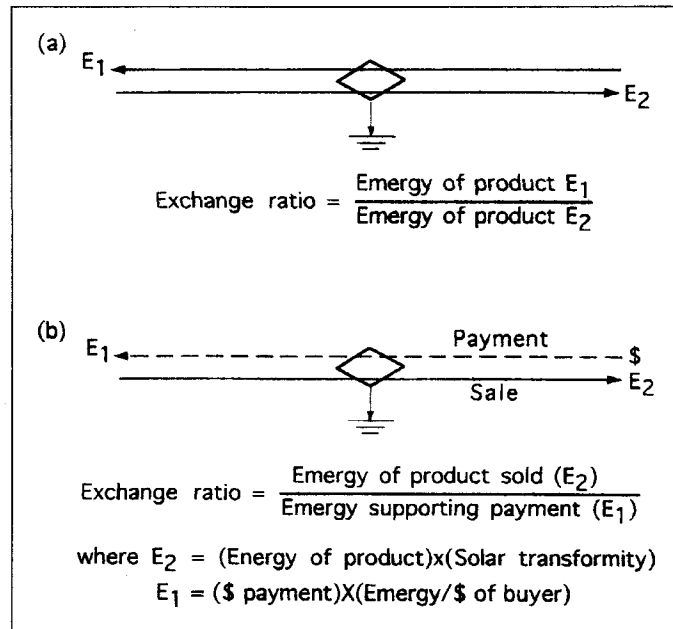 (a)
E1
E2
Exchange ratio = Emergy of product E1
Emergy of product E2
(b)
Payment
E1
$
E2
Sale
Exchange ratio = Emergy of product sold (E2)
Emergy supporting payment (E1)
where E2 = (Energy of product)x(Solar transformity)
E1 = ($ payment)X(Emergy/$ of buyer)